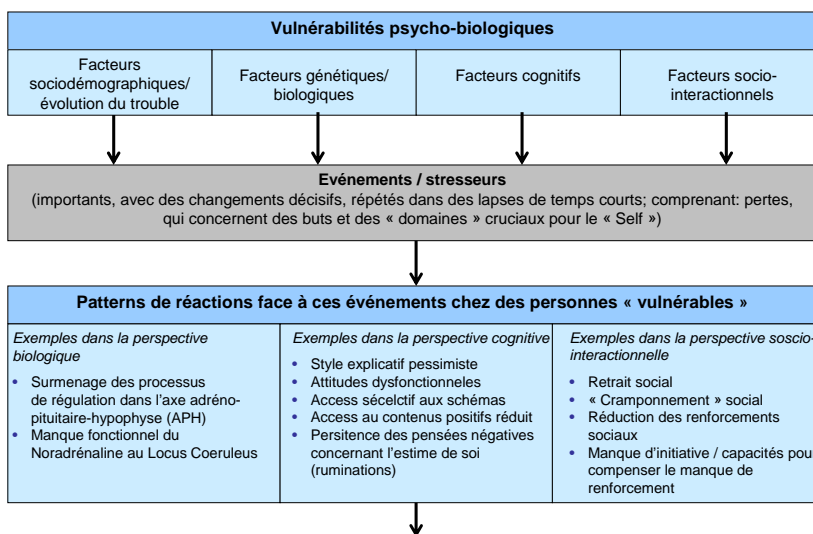 Vulnérabilités psycho-biologiques
Facteurs
sociodémographiques/
évolution du trouble
Facteurs génétiques/
biologiques
Facteurs cognitifs
Facteurs socio-
interactionnels
Evénements / stresseurs
(importants, avec des changements décisifs, répétés dans des lapses de temps courts; comprenant: pertes,
qui concernent des buts et des « domaines » cruciaux pour le « Self »)
Patterns de réactions face à ces événements chez des personnes « vulnérables »
Exemples dans la perspective
biologique
• Surmenage des processus
de régulation dans l'axe adréno-
pituitaire-hypophyse (APH)
• Manque fonctionnel du
Noradrénaline au Locus Coeruleus
Exemples dans la perspective cognitive
• Style explicatif pessimiste
• Attitudes dysfonctionneles
• Access sécelctif aux schémas
• Access au contenus positifs réduit
• Persitence des pensées négatives
concernant l'estime de soi
(ruminations)
Exemples dans la perspective soscio-
interactionnelle
• Retrait social
• « Cramponnement » social
• Réduction des renforcements
sociaux
• Manque d'initiative / capacités pour
compenser le manque de
renforcement